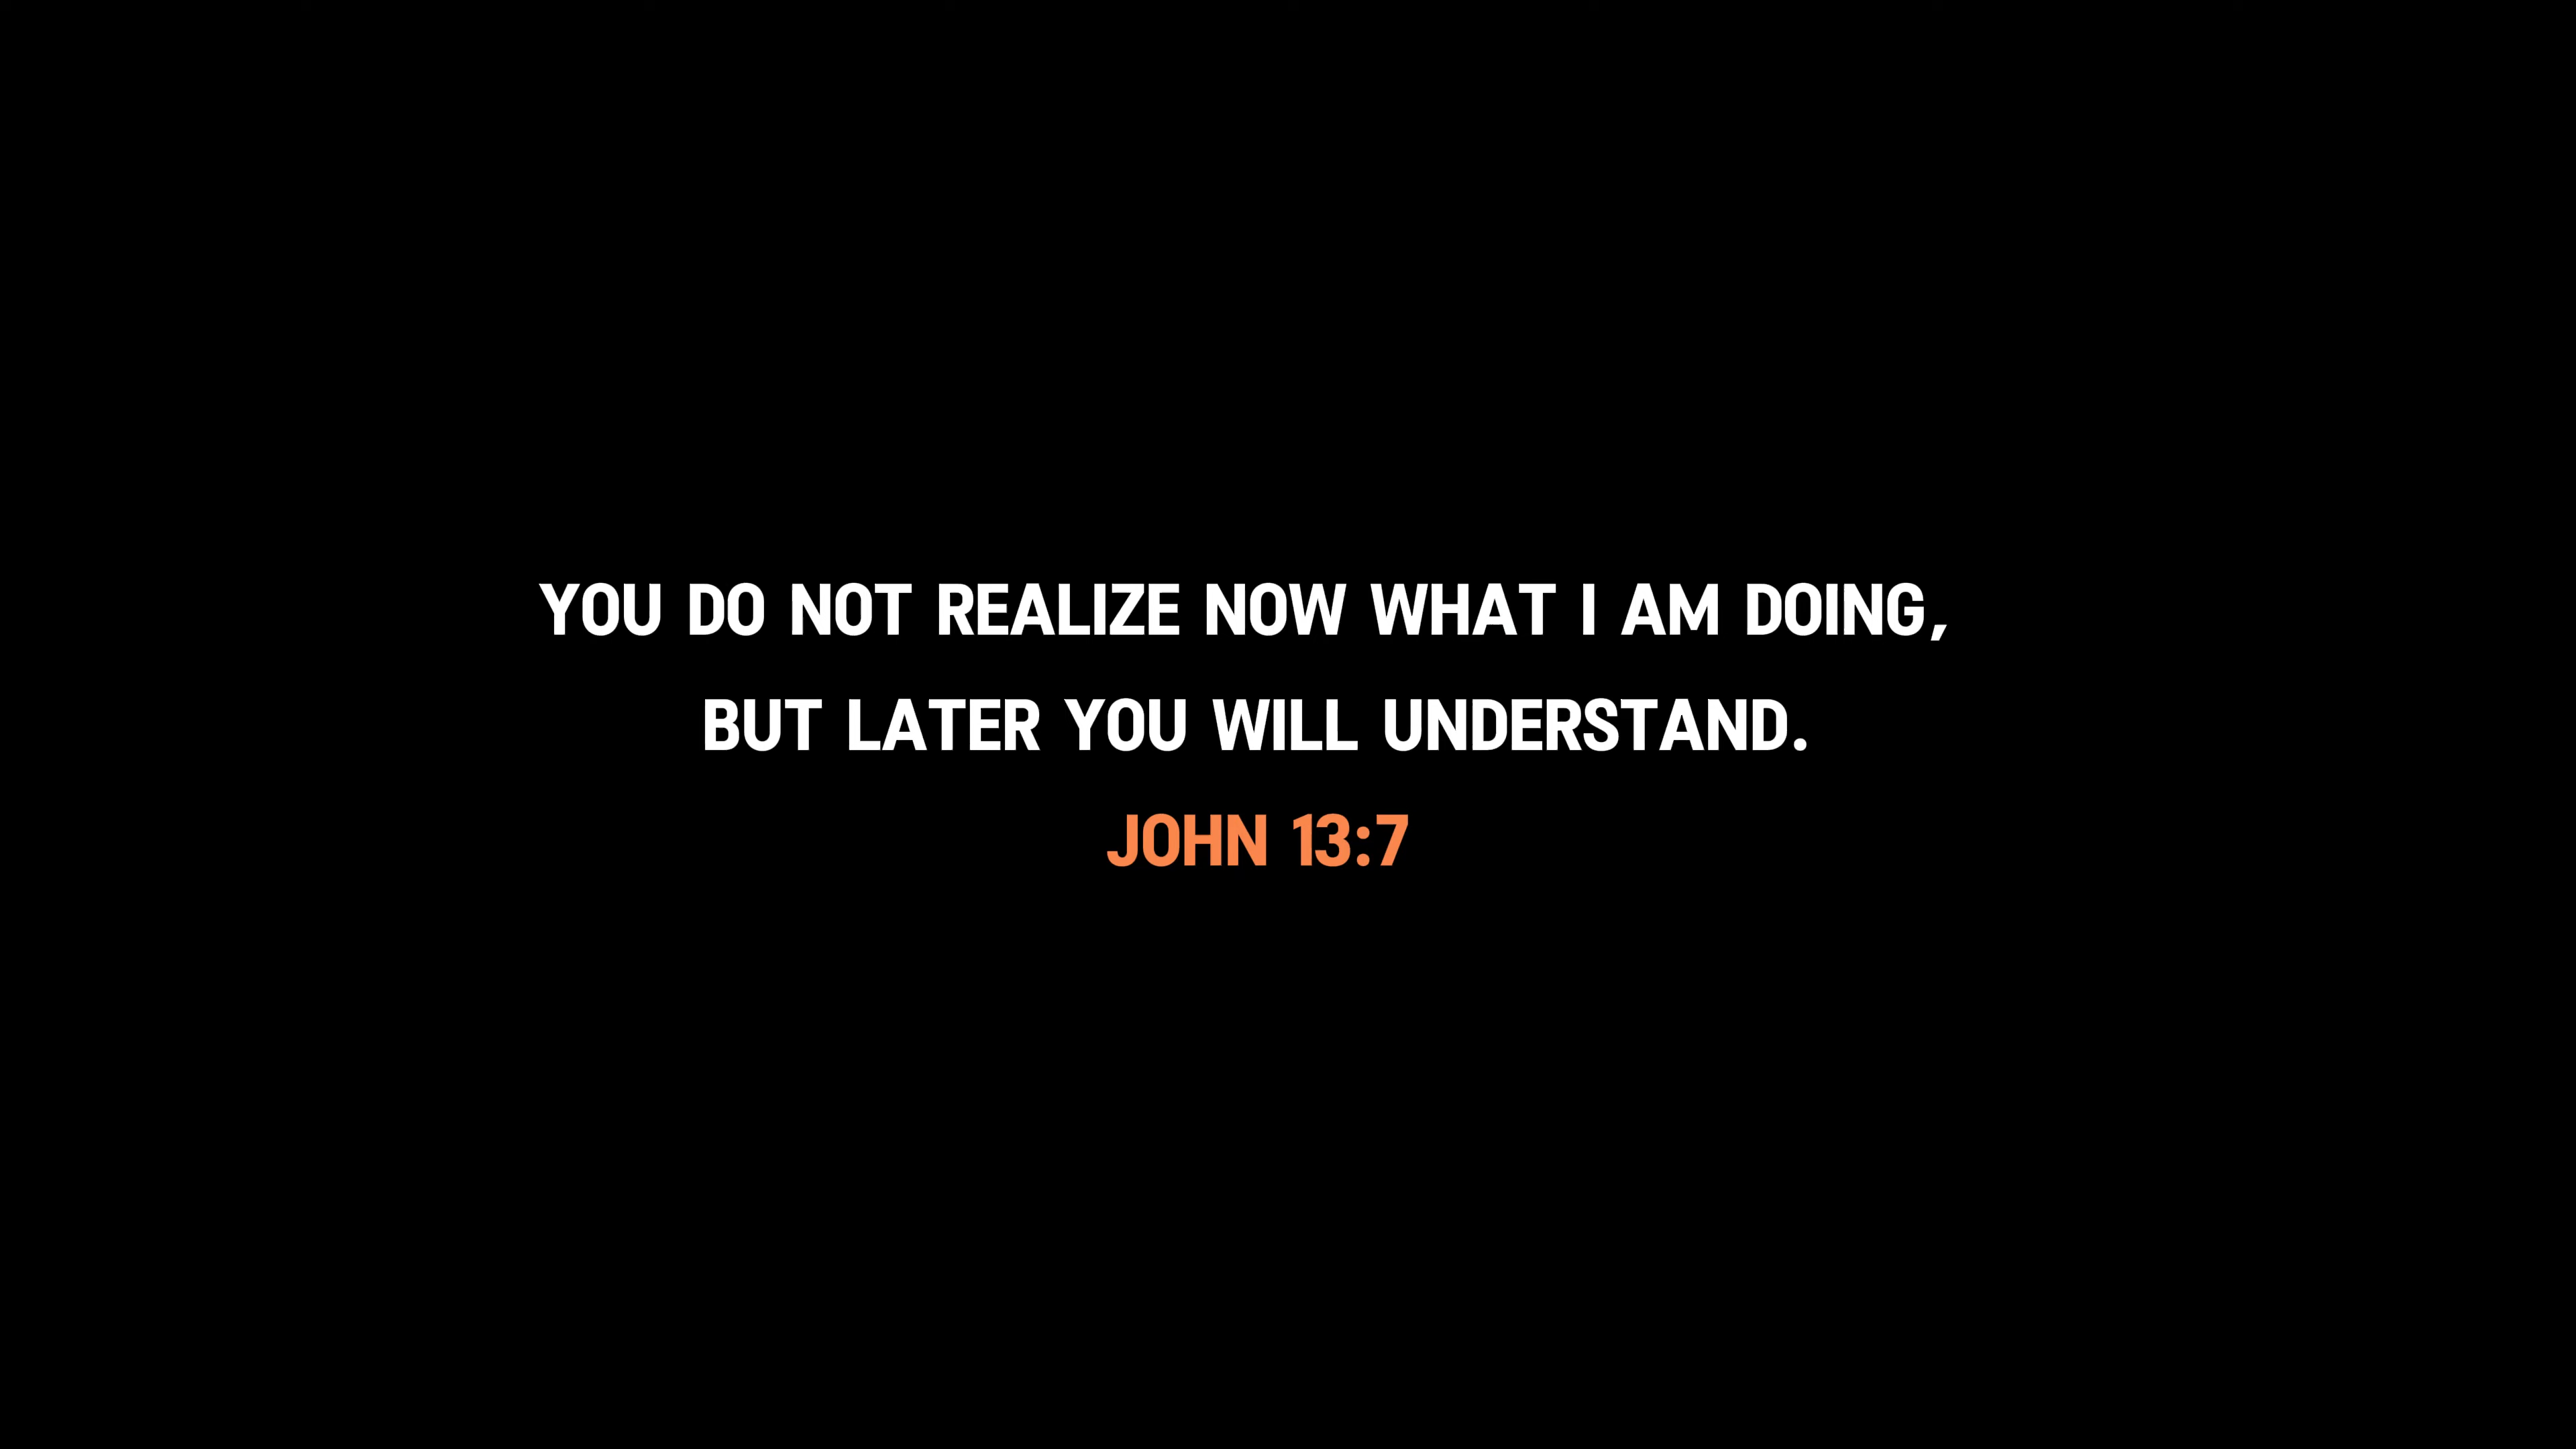 YOU DO NOT REALIZE NOW WHAT I AM DOING,
BUT LATER YOU WILL UNDERSTAND.
JOHN 13:7